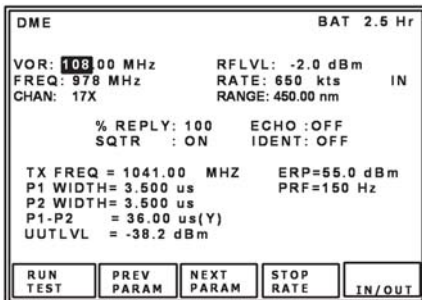 DME BAT 2.5 Hr
VOR: 108.00 MHz RFLVL: -2.0 dBm
FREQ: 978 MHz RATE: 650 kts IN
CHAN: 17X RANGE: 450.00 nm
% REPLY: 100 ECHO :OFF
SQTR : ON IDENT: OFF
TX FREQ = 1041.00 MHZ ERP=55.0 dBm
P1 WIDTH= 3.500 us PRF=150 Hz
P2 WIDTH= 3.500 us
P1-P2 = 36.00 us(Y)
UUTLVL = -38.2 dBm
RUN PREV NEXT STOP
TEST PARAM PARAM RATE IN/OUT